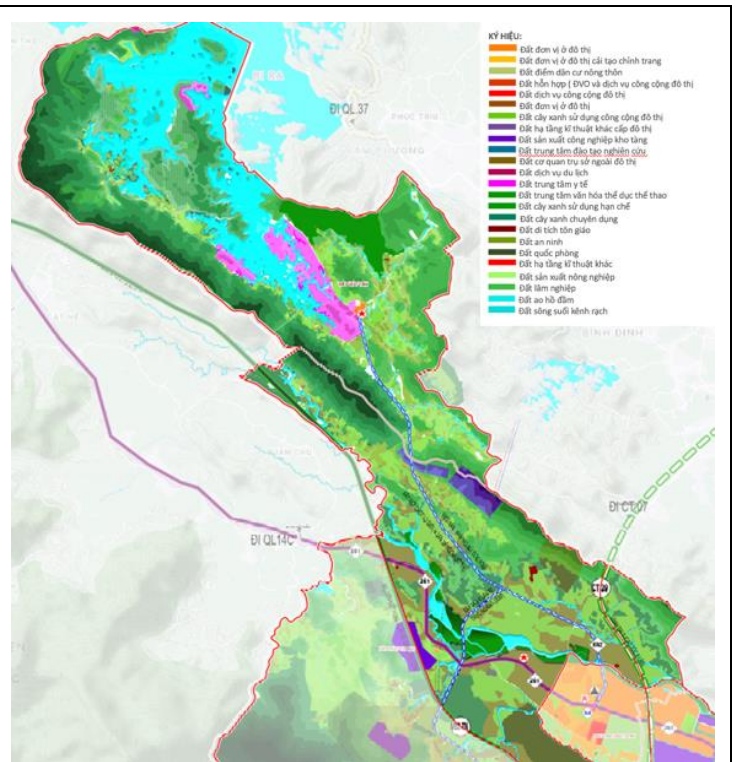 KÝ HIỆU:
Đất đơn vị ở đô thị
Đất đơn vị ở đô thị cải tạo chỉnh trang
Đất điểm dân cư nông thôn
Đất hỗn hợp ( ĐVO và dịch vụ công cộng đô thị)
Đất dịch vụ công cộng đô thị
Đất đơn vị ở đô thị
Đất cây xanh sử dụng công cộng đô thị
Đất hạ tầng kĩ thuật khác cấp đô thị
Đất sản xuất công nghiệp kho tàng
Đất trung tâm đào tạo nghiên cứu
Đất cơ quan trụ sở ngoài đô thị
Đất dịch vụ du lịch
Đất trung tâm y tế
Đất trung tâm văn hóa thể dục thể thao
Đất cây xanh sử dụng hạn chế
Đất cây xanh chuyên dụng
Đất di tích tôn giáo
Đất an ninh
Đất quốc phòng
Đất hạ tầng kĩ thuật khác
Đất sản xuất nông nghiệp
Đất lâm nghiệp
Đất ao hồ đầm
Đất sông suối kênh rạch
ĐI QL.37
ĐI CT.07
ĐI QL14C
261
261
261